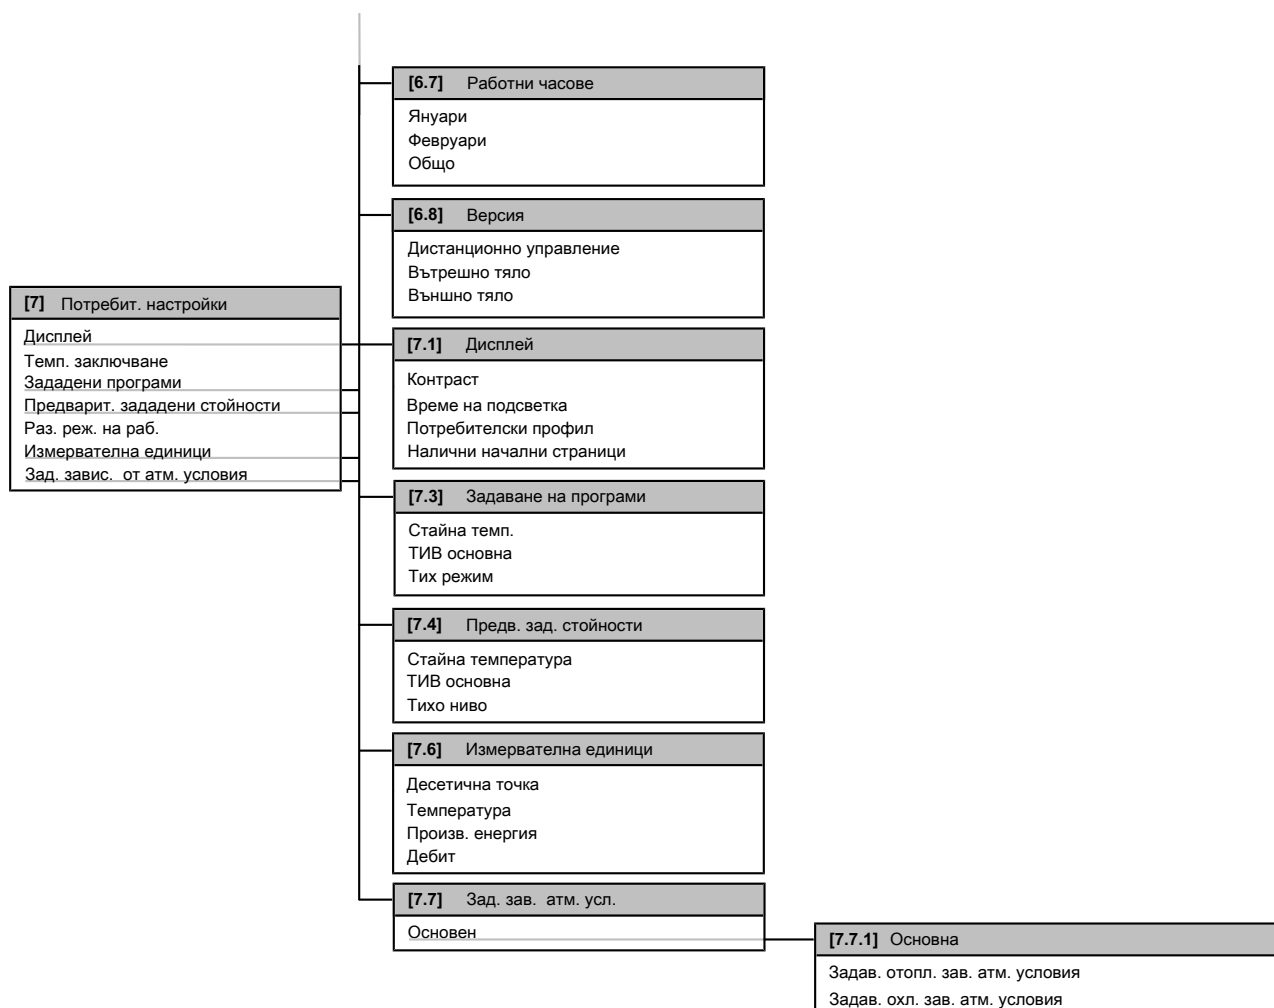 [6.7] Работни часове
Януари
Февруари
Общо
[6.8] Версия
Дистанционно управление
Вътрешно тяло
Външно тяло
[7] Потребит. настройки
Дисплей
Темп. заключване
Зададени програми
Предварит. зададени стойности
Раз. реж. на раб.
Измервателна единици
Зад. завис. от атм. условия
[7.1] Дисплей
Контраст
Време на подсветка
Потребителски профил
Налични начални страници
[7.3] Задаване на програми
Стайна темп.
ТИВ основна
Тих режим
[7.4] Предв. зад. стойности
Стайна температура
ТИВ основна
Тихо ниво
[7.6] Измервателна единици
Десетична точка
Температура
Произв. енергия
Дебит
[7.7] Зад. зав. атм. усл.
Основен
[7.7.1] Основна
Задав. отопл. зав. атм. условия
Задав. охл. зав. атм. условия